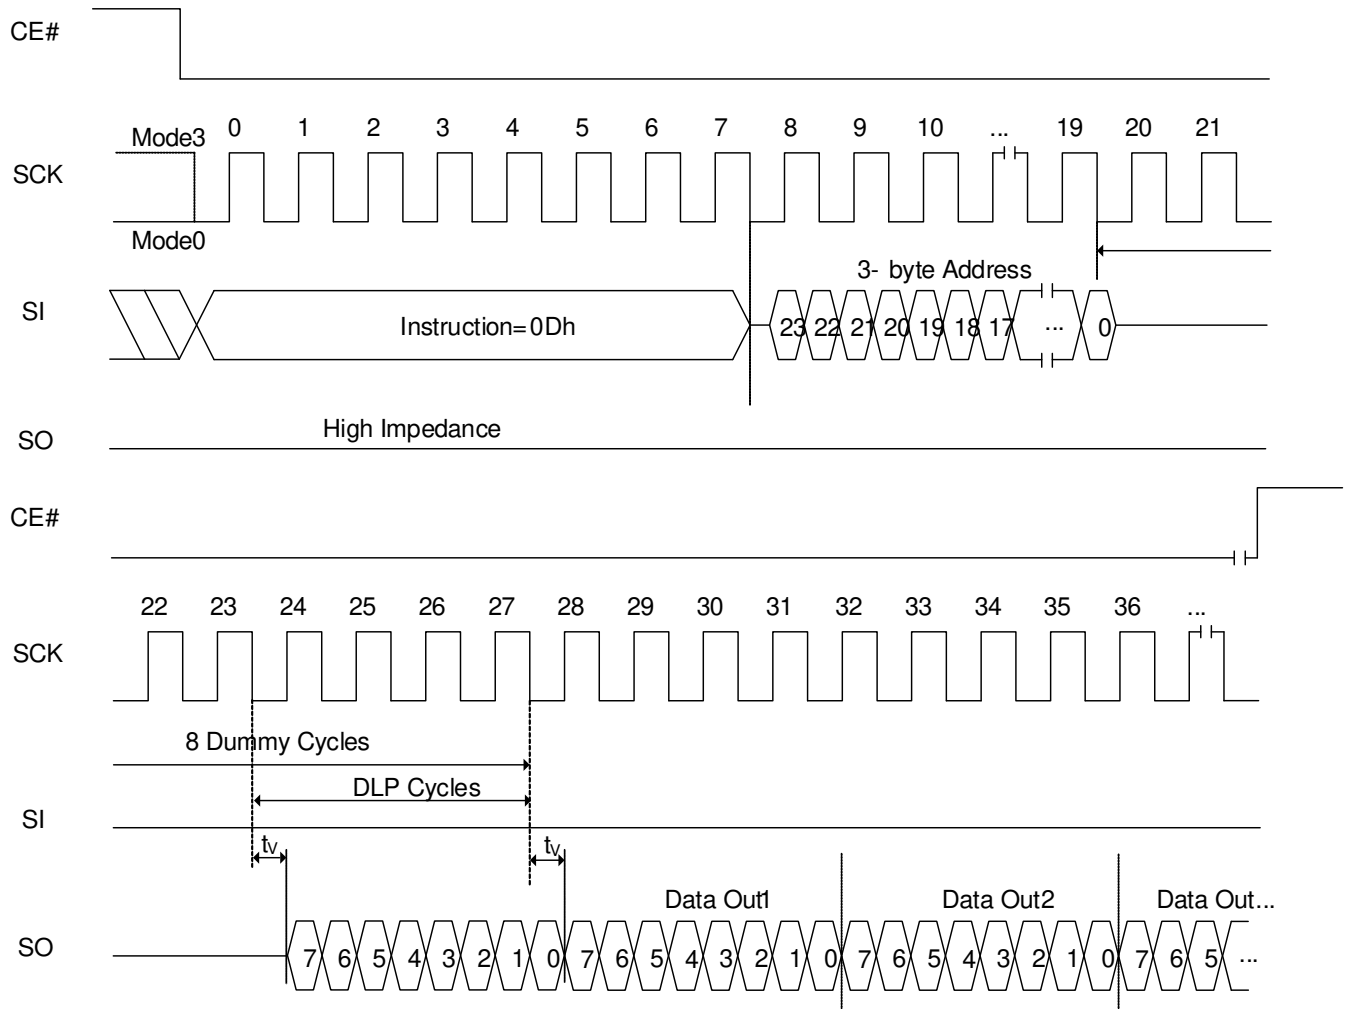 CE#
Mode3 0 1 2 3 4 5 6 7 8 9 10 ... 19 20 21
SCK
Mode0
3- byte Address
SI
Instruction=0Dh 23 22 21 20 19 18 17 ... 0
High Impedance
SO
CE#
22 23 24 25 26 27 28 29 30 31 32 33 34 35 36 ...
SCK
8 Dummy Cycles
DLP Cycles
SI
tV tV
Data Out1 Data Out2 Data Out...
SO 7 6 5 4 3 2 1 0 7 6 5 4 3 2 1 0 7 6 5 4 3 2 1 0 7 6 5 ...